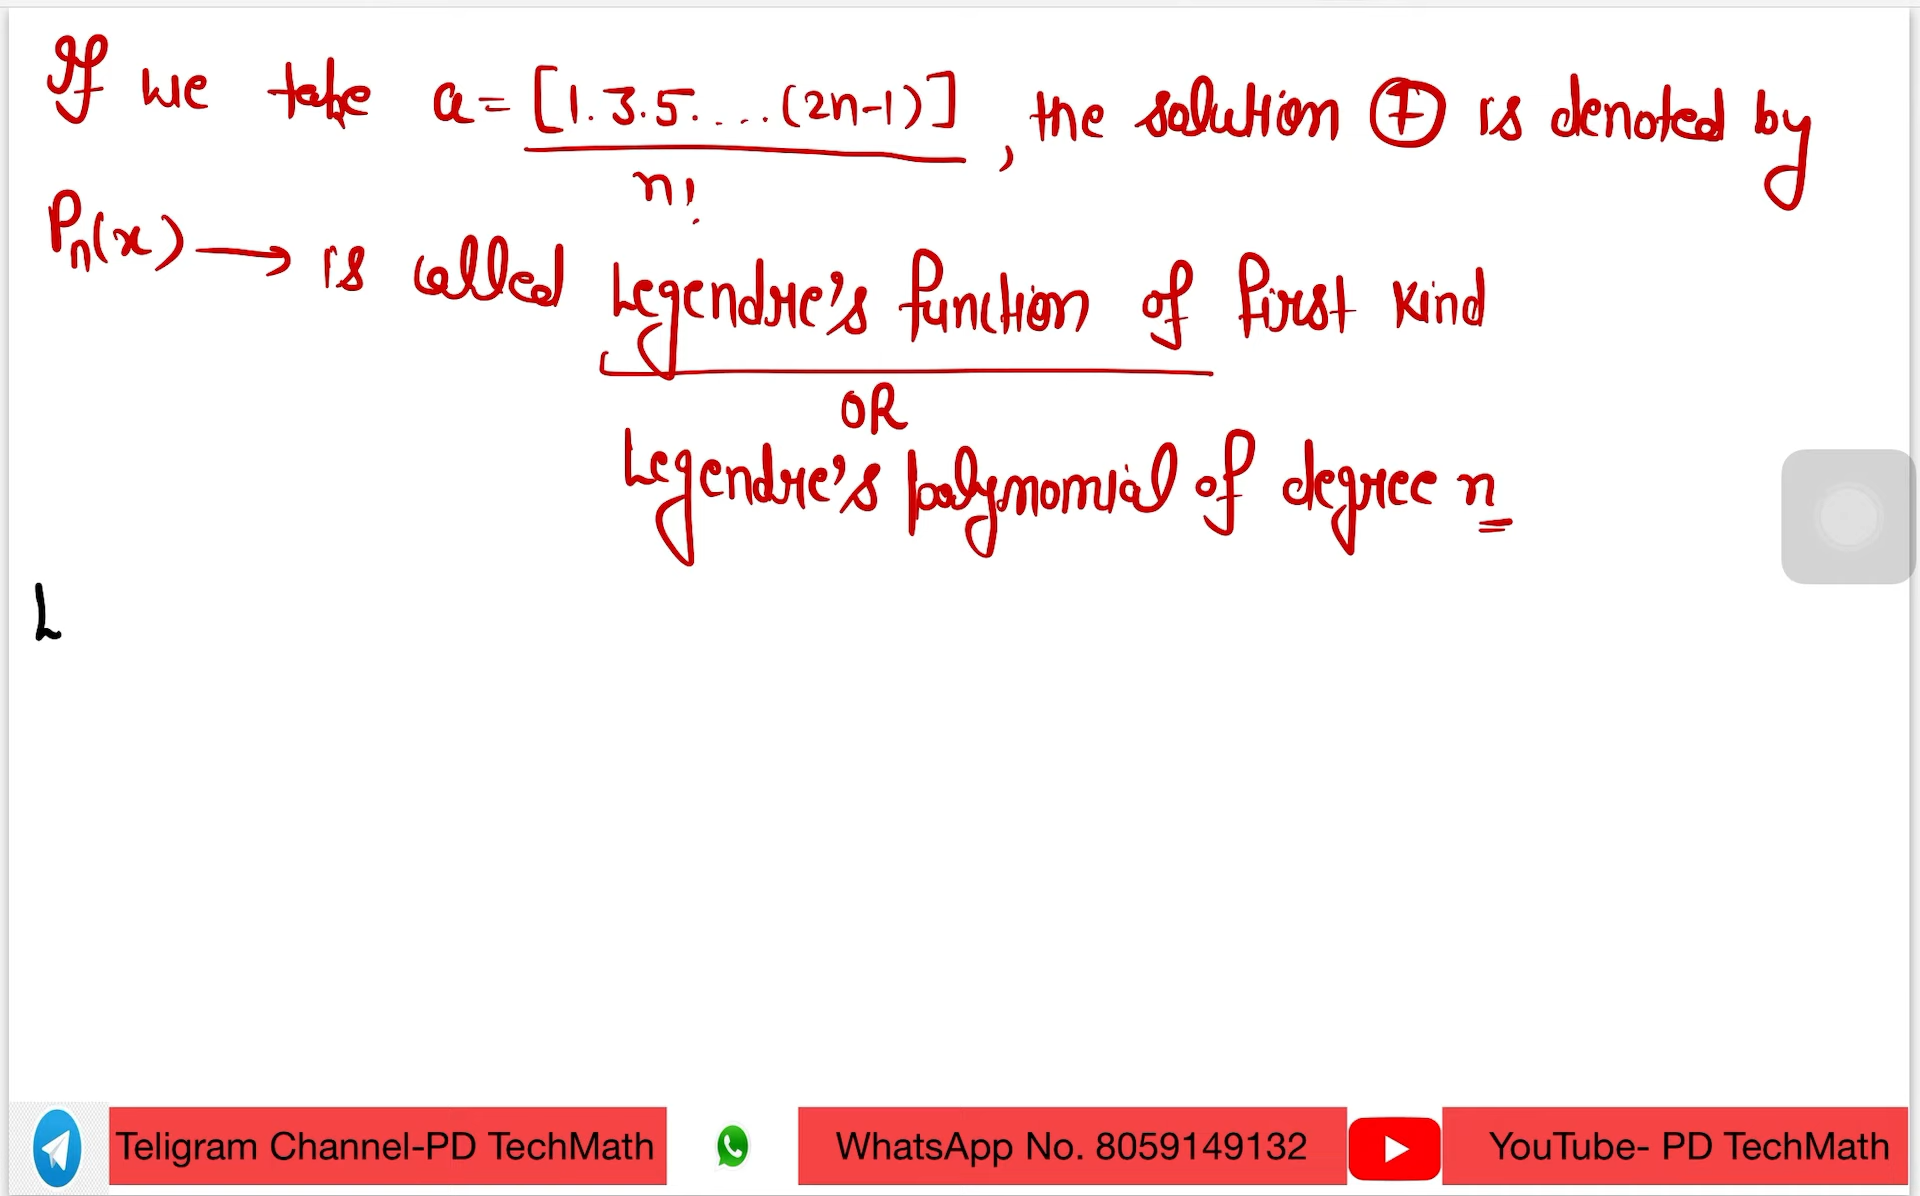 If we take a = [1.3.5. ... (2n-1)] / n! , the solution Ⓘ is denoted by
Pn(x) → is called Legendre's function of first kind
OR
Legendre's polynomial of degree n
L
Teligram Channel-PD TechMath WhatsApp No. 8059149132 YouTube- PD TechMath